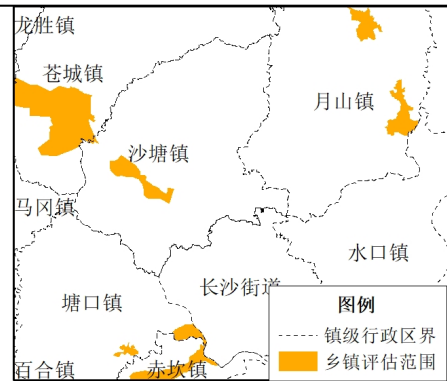 龙胜镇
苍城镇
月山镇
沙塘镇
马冈镇
水口镇
长沙街道
塘口镇
图例
镇级行政区界
乡镇评估范围
百合镇
赤坎镇